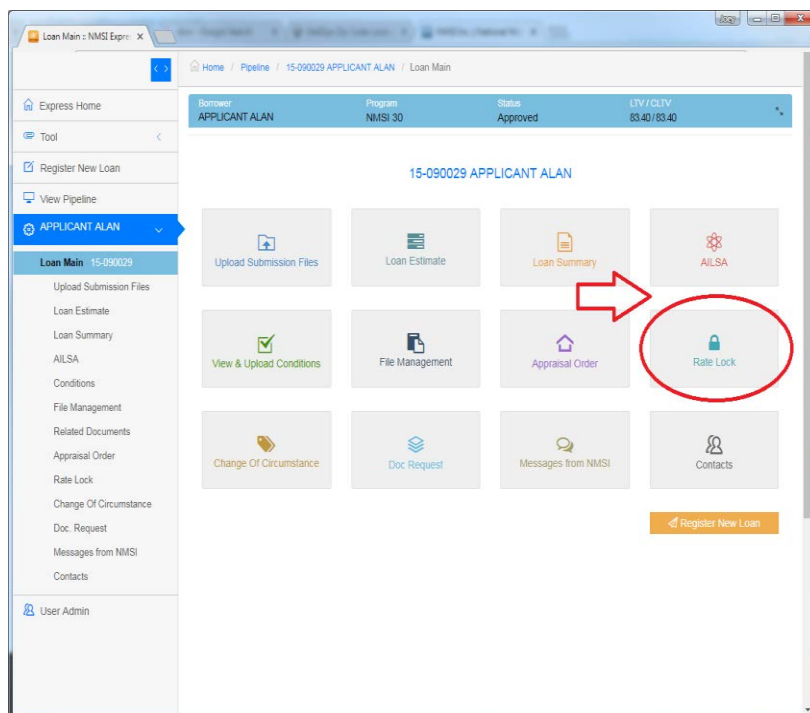 Loan Main :: NMSI Expre:
Home / Pipeline / 15-090029 APPLICANT ALAN / Loan Main
Express Home
Tool
Register New Loan
View Pipeline
APPLICANT ALAN
Loan Main 15-090029
Upload Submission Files
Loan Estimate
Loan Summary
AILSA
Conditions
File Management
Related Documents
Appraisal Order
Rate Lock
Change Of Circumstance
Doc. Request
Messages from NMSI
Contacts
User Admin
Borrower Program Status LTV / CLTV
APPLICANT ALAN NMSI 30 Approved 83.40 / 83.40
15-090029 APPLICANT ALAN
Upload Submission Files Loan Estimate Loan Summary AILSA
View & Upload Conditions File Management Appraisal Order Rate Lock
Change Of Circumstance Doc Request Messages from NMSI Contacts
Register New Loan